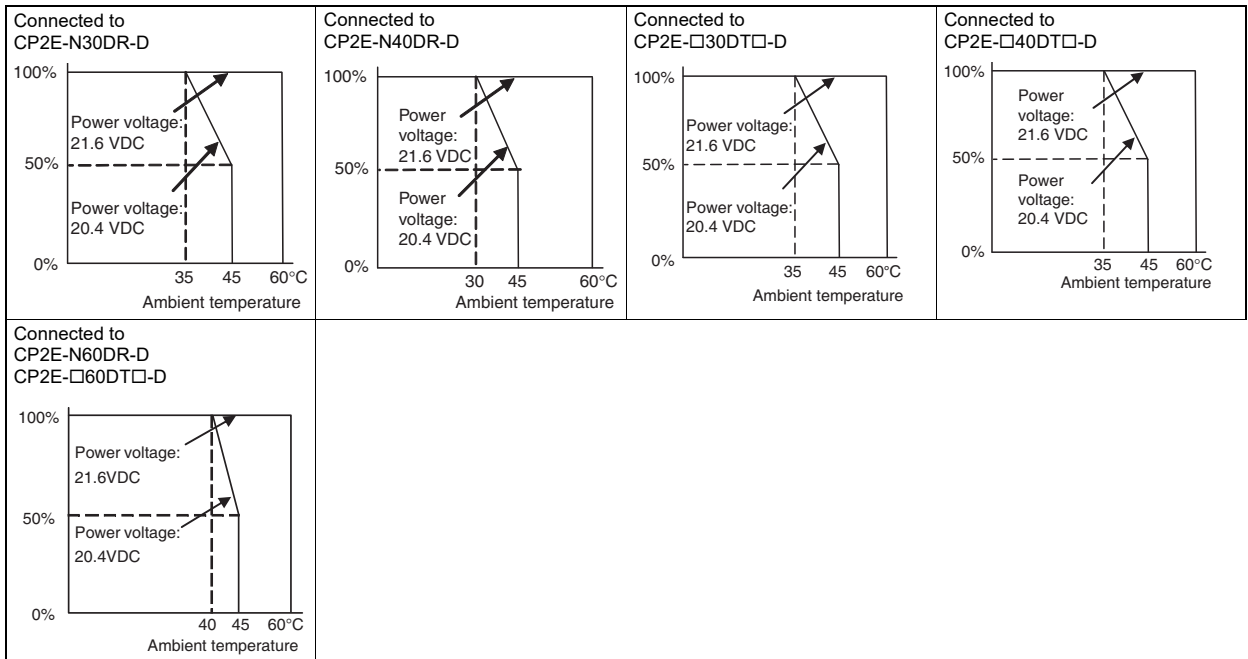 Connected to
CP2E-N30DR-D
100%
Power voltage:
21.6 VDC
50%
Power voltage:
20.4 VDC
0%
35 45 60°C
Ambient temperature
Connected to
CP2E-N40DR-D
100%
Power
voltage:
21.6 VDC
50%
Power
voltage:
20.4 VDC
0%
30 45 60°C
Ambient temperature
Connected to
CP2E-□30DT□-D
100%
Power voltage:
21.6 VDC
50%
Power voltage:
20.4 VDC
0%
35 45 60°C
Ambient temperature
Connected to
CP2E-□40DT□-D
100%
Power
voltage:
21.6 VDC
50%
Power
voltage:
20.4 VDC
0%
35 45 60°C
Ambient temperature
Connected to
CP2E-N60DR-D
CP2E-□60DT□-D
100%
Power voltage:
21.6VDC
50%
Power voltage:
20.4VDC
0%
40 45 60°C
Ambient temperature